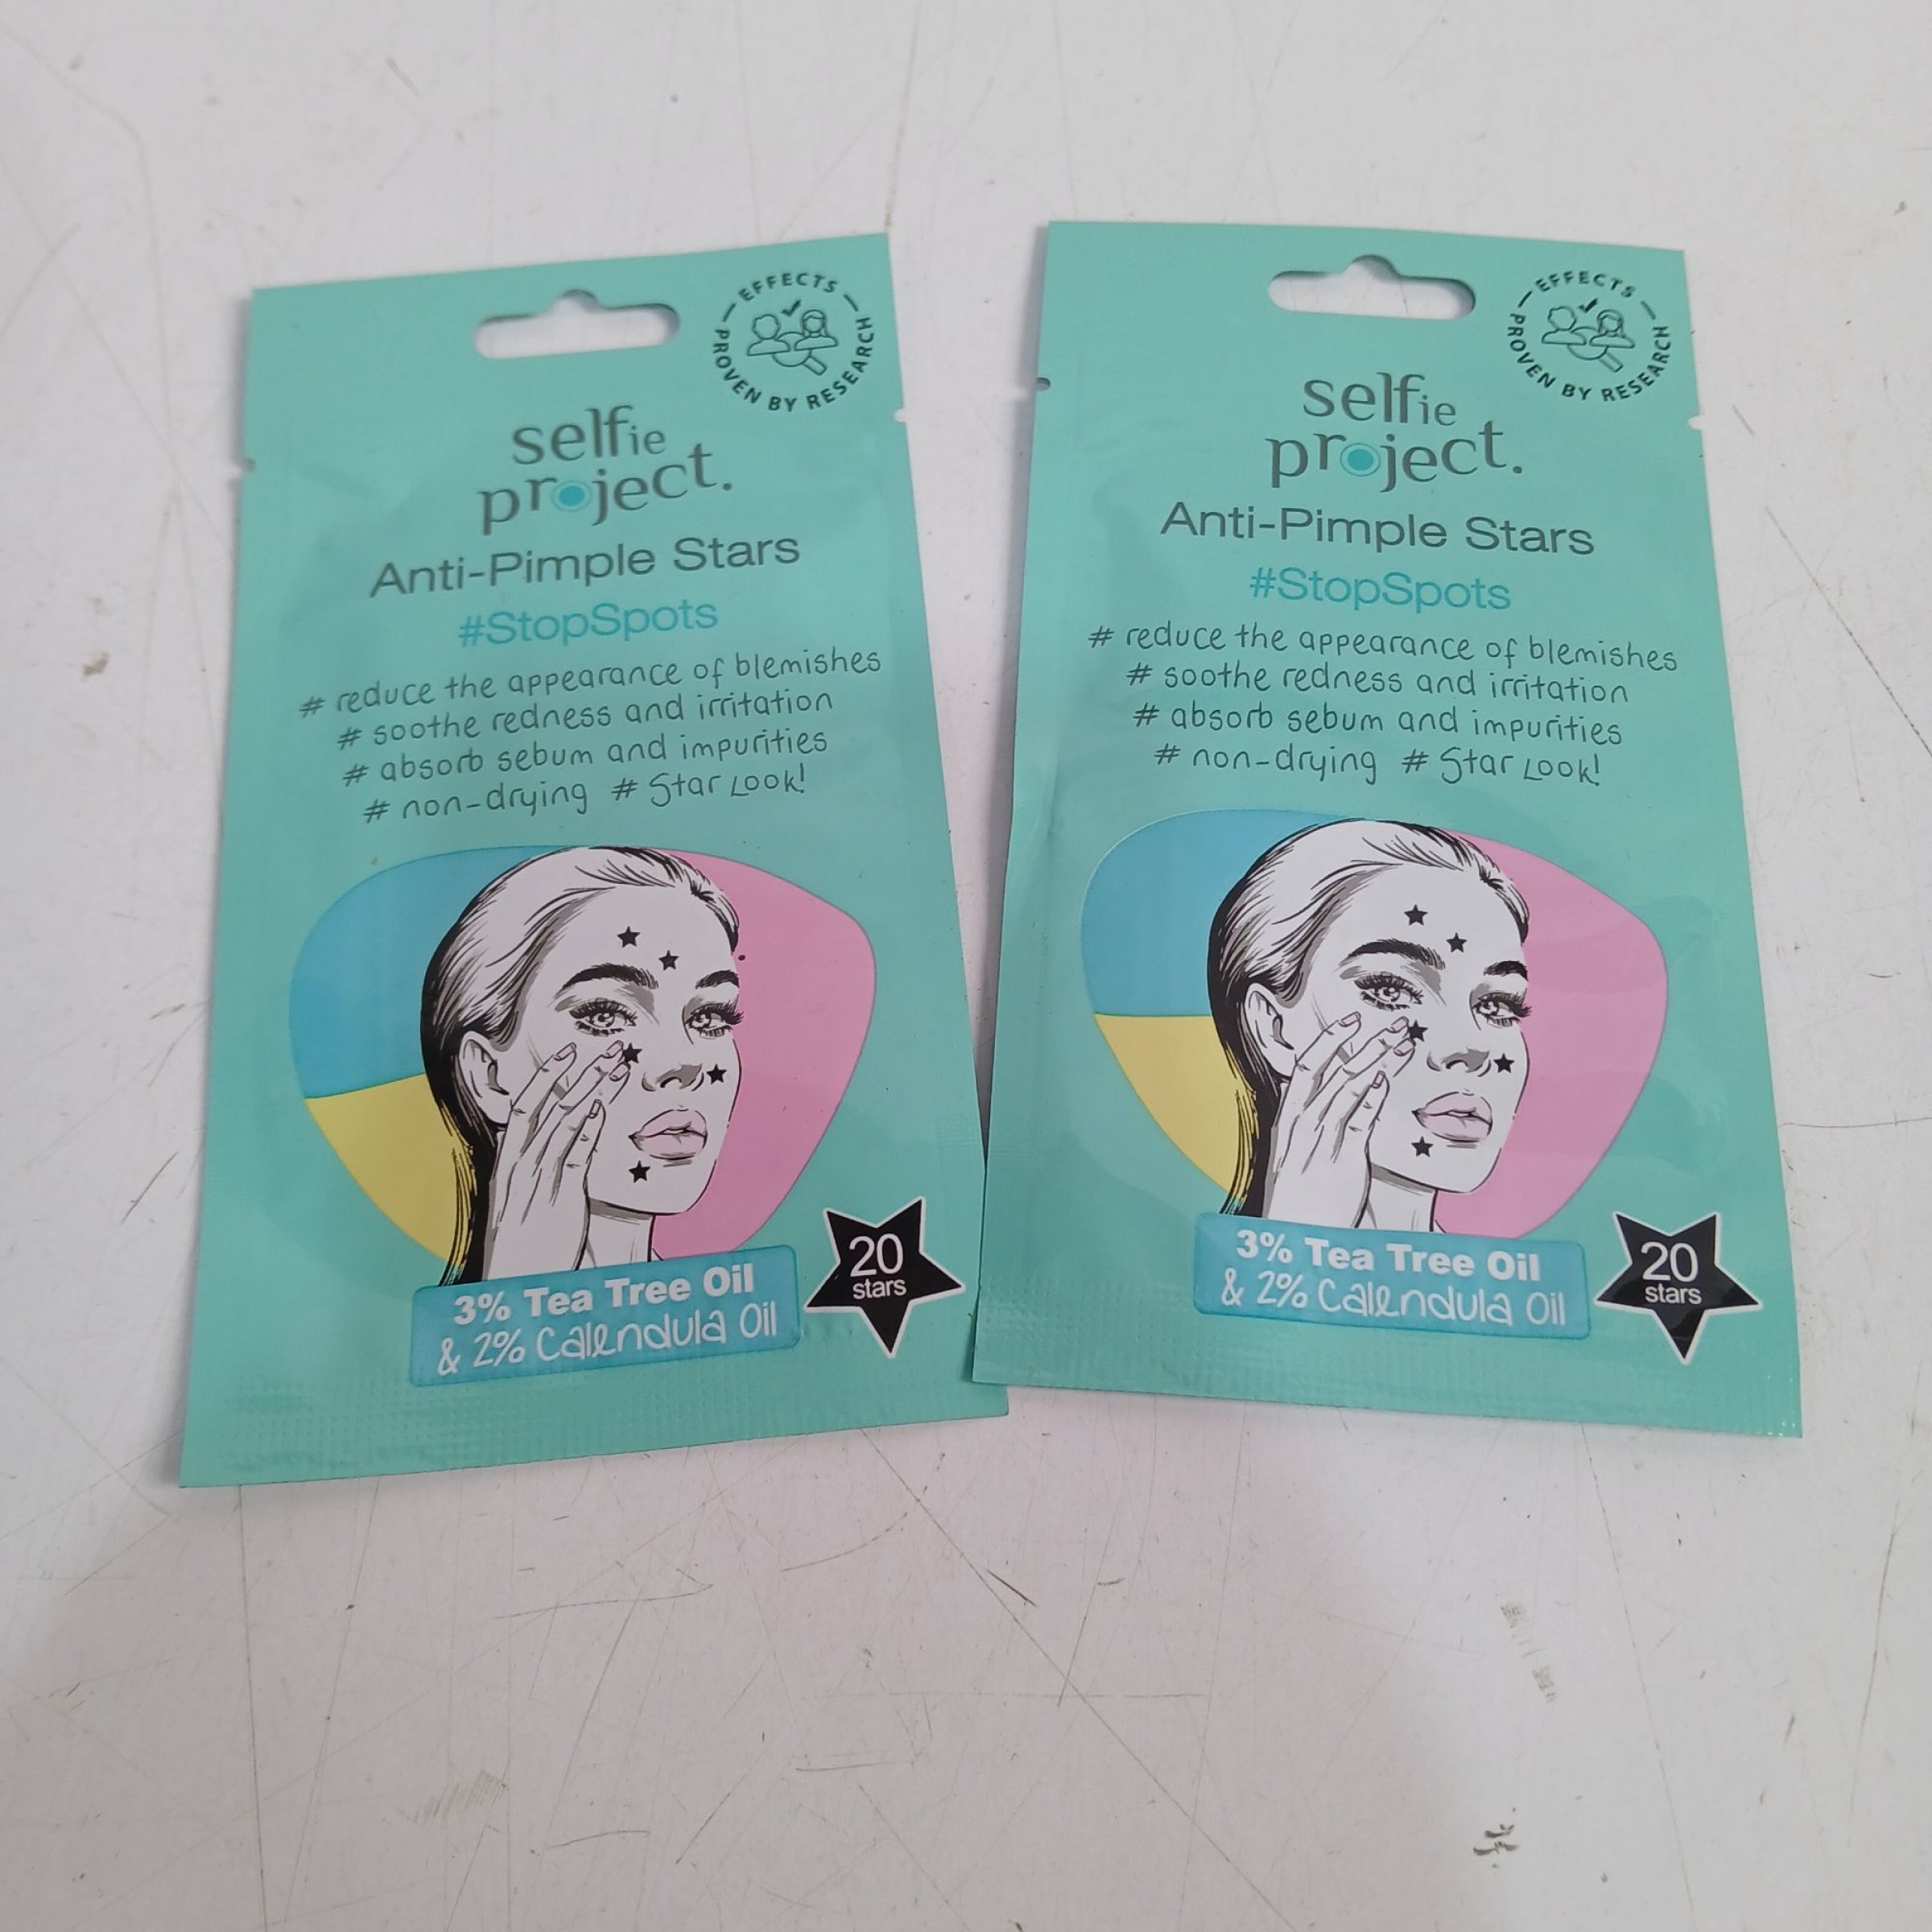 EFFECTS
PROVEN BY RESEARCH
selfie
project.
Anti-Pimple Stars
#StopSpots
# reduce the appearance of blemishes
# soothe redness and irritation
# absorb sebum and impurities
# non-drying # Star Look!
3% Tea Tree Oil
& 2% Calendula Oil
20
stars
EFFECTS
PROVEN BY RESEARCH
selfie
project.
Anti-Pimple Stars
#StopSpots
# reduce the appearance of blemishes
# soothe redness and irritation
# absorb sebum and impurities
# non-drying # Star Look!
3% Tea Tree Oil
& 2% Calendula Oil
20
stars